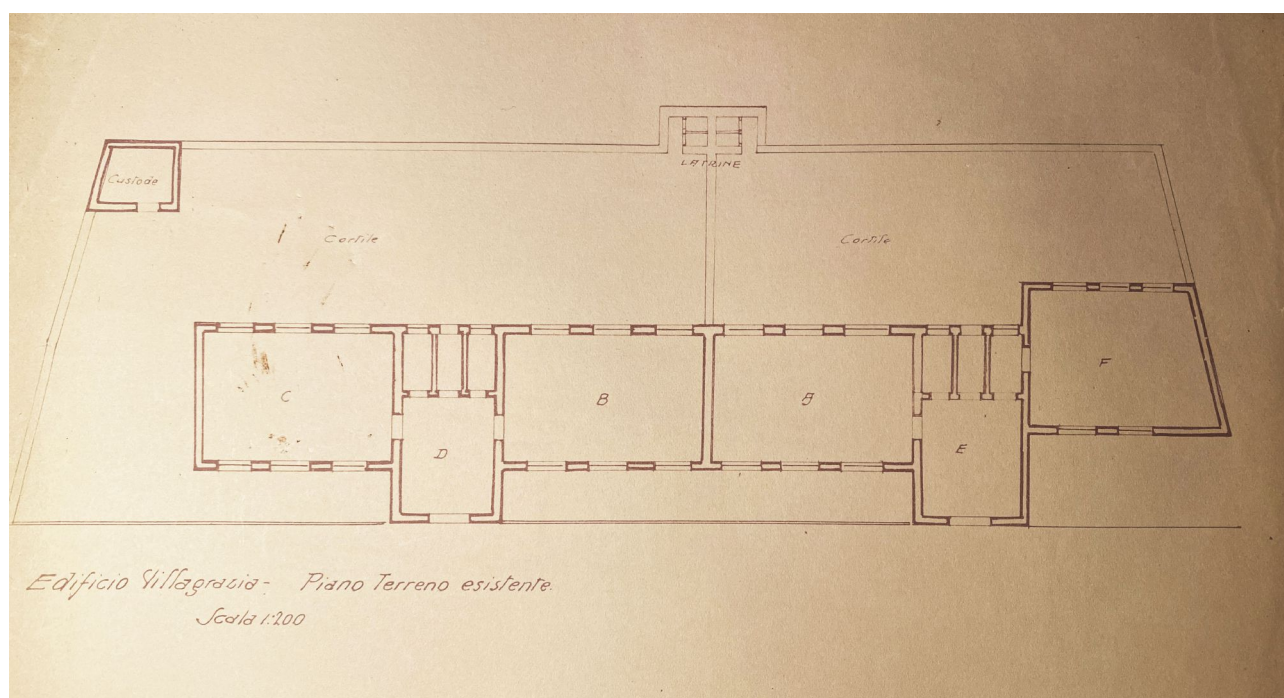 LATRINE
Custode
Cortile
Cortile
F
C
B
B
D
E
Edificio Villagrazia - Piano Terreno esistente.
Scala 1:200